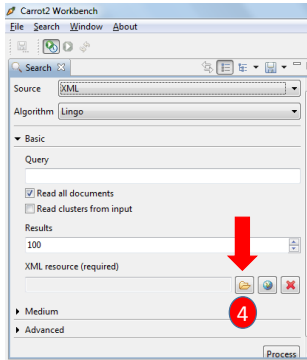 Carrot2 Workbench
File Search Window About
Search
Source XML
Algorithm Lingo
Basic
Query
Read all documents
Read clusters from input
Results
100
XML resource (required)
4
Medium
Advanced
Process